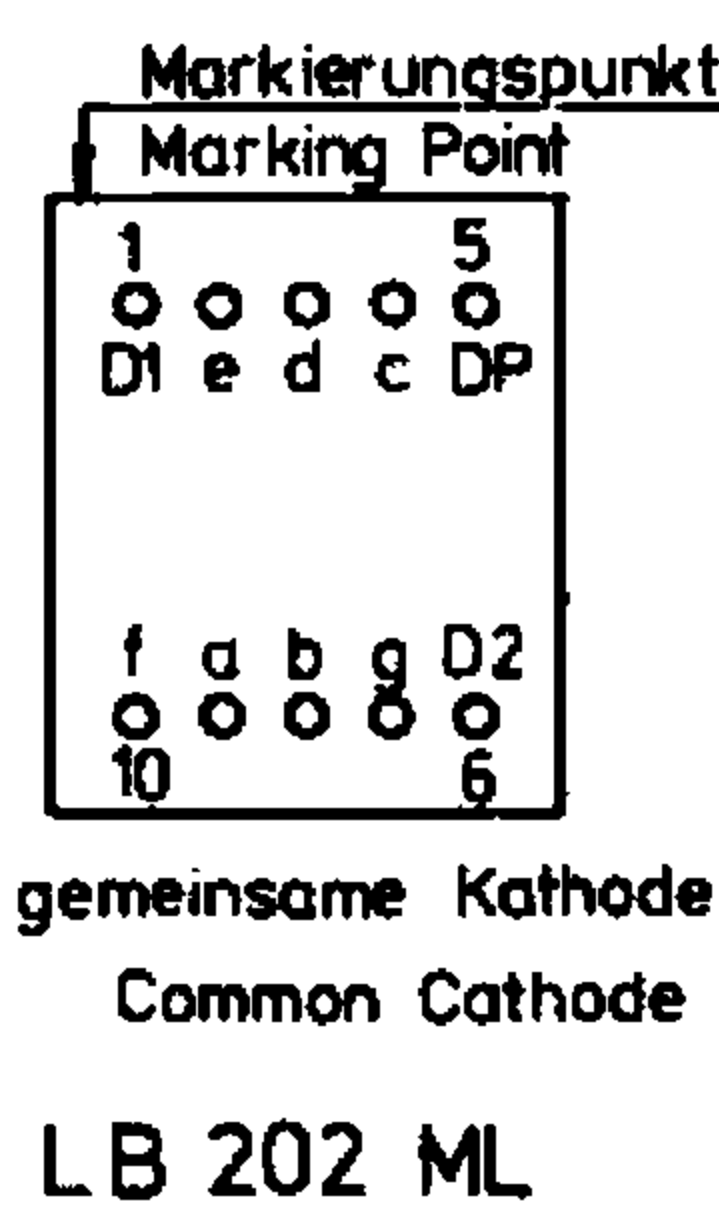 Markierungspunkt
Marking Point
1 5
D1 e d c DP
f a b g D2
10 6
gemeinsame Kathode
Common Cathode
LB 202 ML